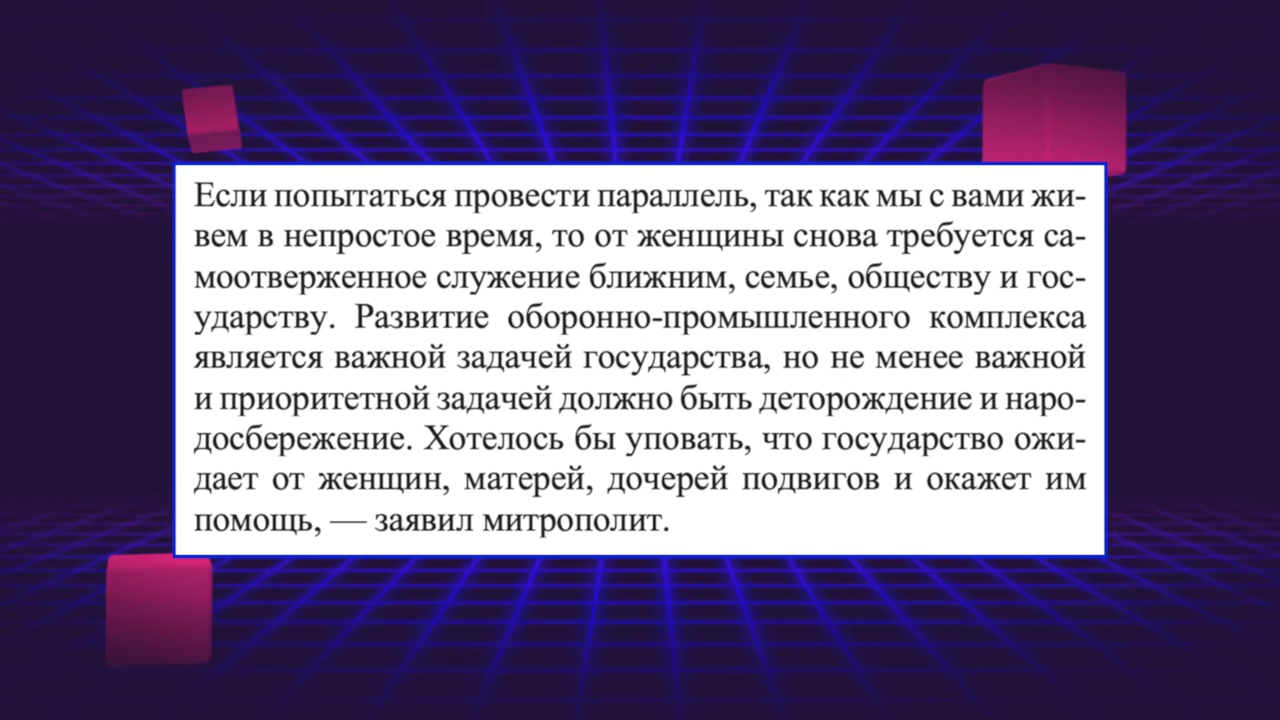 Если попытаться провести параллель, так как мы с вами жи-
вем в непростое время, то от женщины снова требуется са-
моотверженное служение ближним, семье, обществу и гос-
ударству. Развитие оборонно-промышленного комплекса
является важной задачей государства, но не менее важной
и приоритетной задачей должно быть деторождение и наро-
досбережение. Хотелось бы уповать, что государство ожи-
дает от женщин, матерей, дочерей подвигов и окажет им
помощь, — заявил митрополит.